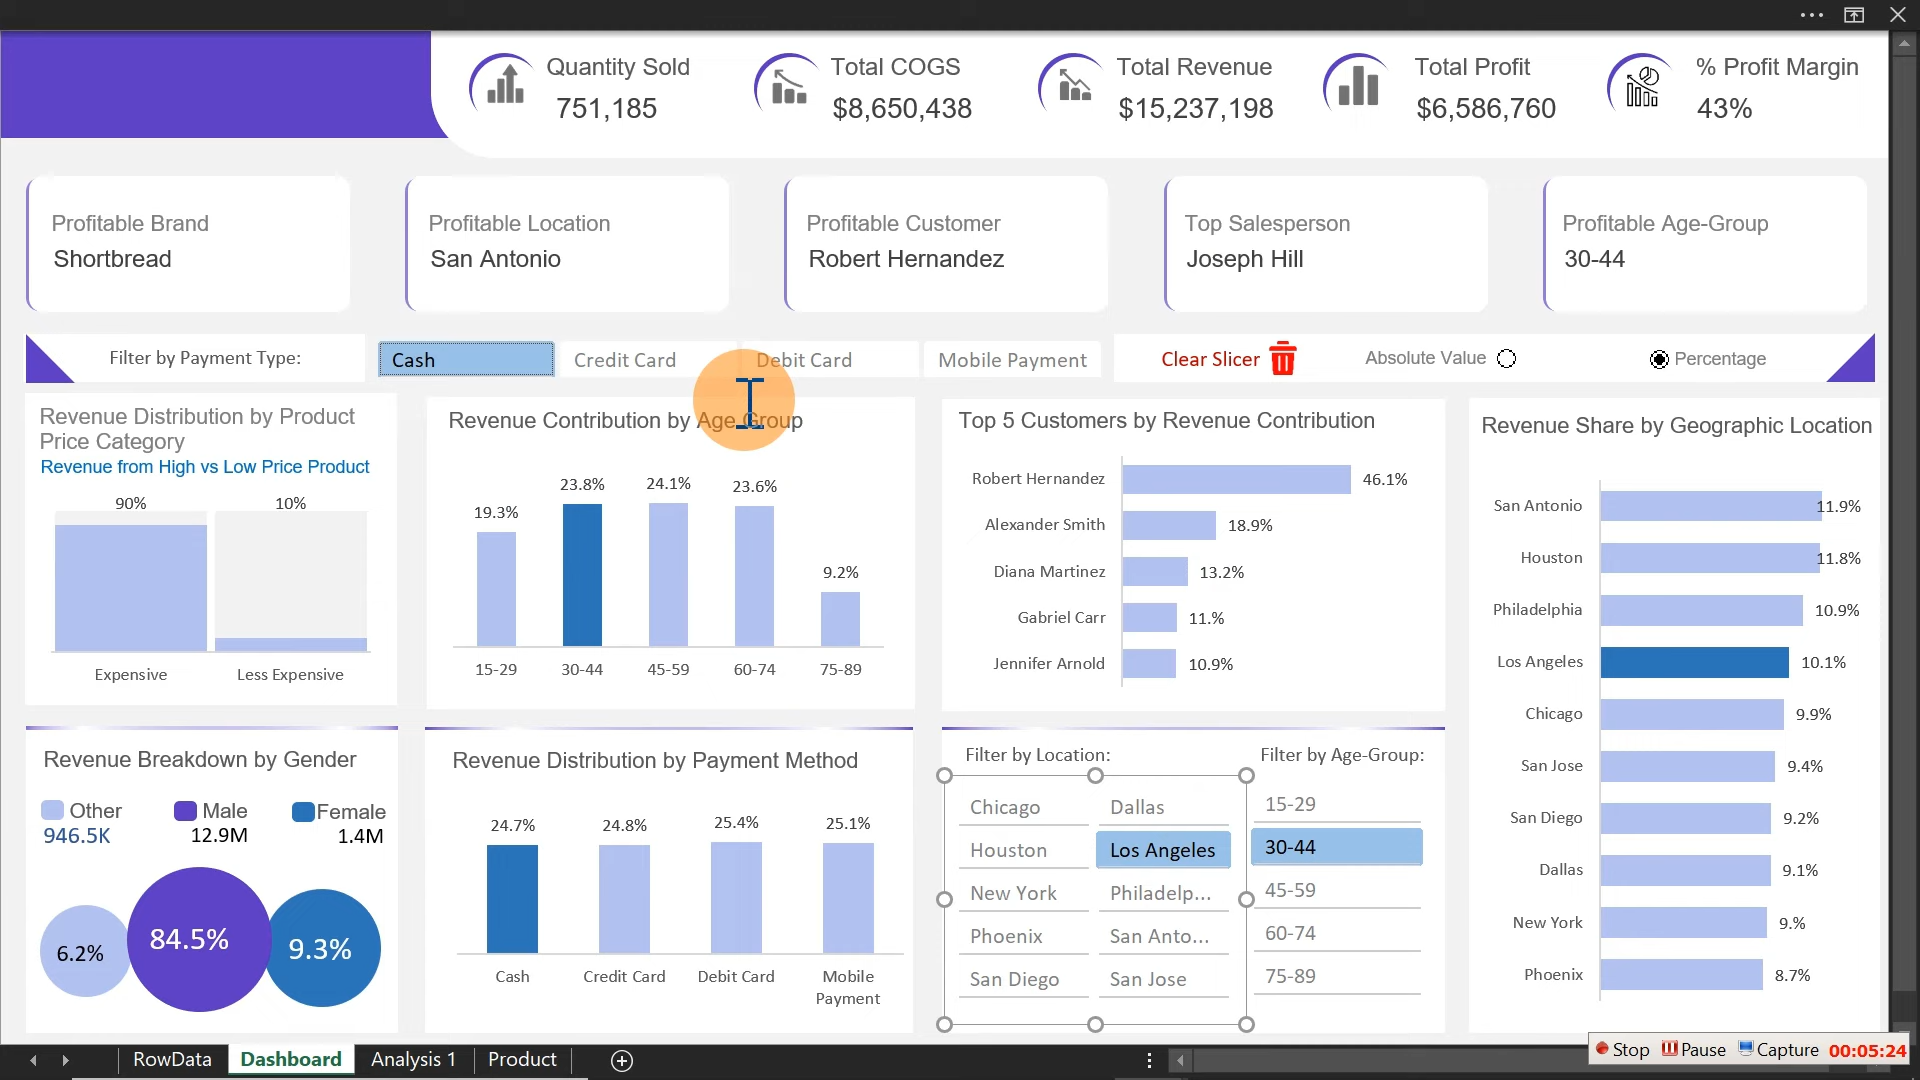 Quantity Sold
751,185
Total COGS
$8,650,438
Total Revenue
$15,237,198
Total Profit
$6,586,760
% Profit Margin
43%
Profitable Brand
Shortbread
Profitable Location
San Antonio
Profitable Customer
Robert Hernandez
Top Salesperson
Joseph Hill
Profitable Age-Group
30-44
Filter by Payment Type:
Cash
Credit Card
Debit Card
Mobile Payment
Clear Slicer
Absolute Value
Percentage
Revenue Distribution by Product
Price Category
Revenue from High vs Low Price Product
90%
10%
Expensive
Less Expensive
Revenue Contribution by Age Group
19.3%
23.8%
24.1%
23.6%
9.2%
15-29
30-44
45-59
60-74
75-89
Top 5 Customers by Revenue Contribution
Robert Hernandez 46.1%
Alexander Smith 18.9%
Diana Martinez 13.2%
Gabriel Carr 11.%
Jennifer Arnold 10.9%
Revenue Share by Geographic Location
San Antonio 11.9%
Houston 11.8%
Philadelphia 10.9%
Los Angeles 10.1%
Chicago 9.9%
San Jose 9.4%
San Diego 9.2%
Dallas 9.1%
New York 9.%
Phoenix 8.7%
Revenue Breakdown by Gender
Other
946.5K
Male
12.9M
Female
1.4M
6.2%
84.5%
9.3%
Revenue Distribution by Payment Method
24.7%
24.8%
25.4%
25.1%
Cash
Credit Card
Debit Card
Mobile
Payment
Filter by Location:
Chicago
Dallas
Houston
Los Angeles
New York
Philadelp...
Phoenix
San Anto...
San Diego
San Jose
Filter by Age-Group:
15-29
30-44
45-59
60-74
75-89
RowData
Dashboard
Analysis 1
Product
Stop
Pause
Capture
00:05:24